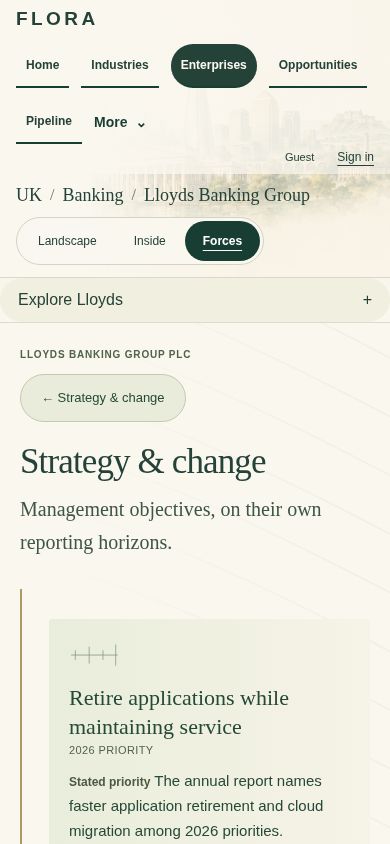 FLORA
Home Industries Enterprises Opportunities
Pipeline More ⌄
Guest Sign in
UK / Banking / Lloyds Banking Group
Landscape Inside Forces
Explore Lloyds +
LLOYDS BANKING GROUP PLC
← Strategy & change
Strategy & change
Management objectives, on their own
reporting horizons.
Retire applications while
maintaining service
2026 PRIORITY
Stated priority The annual report names
faster application retirement and cloud
migration among 2026 priorities.